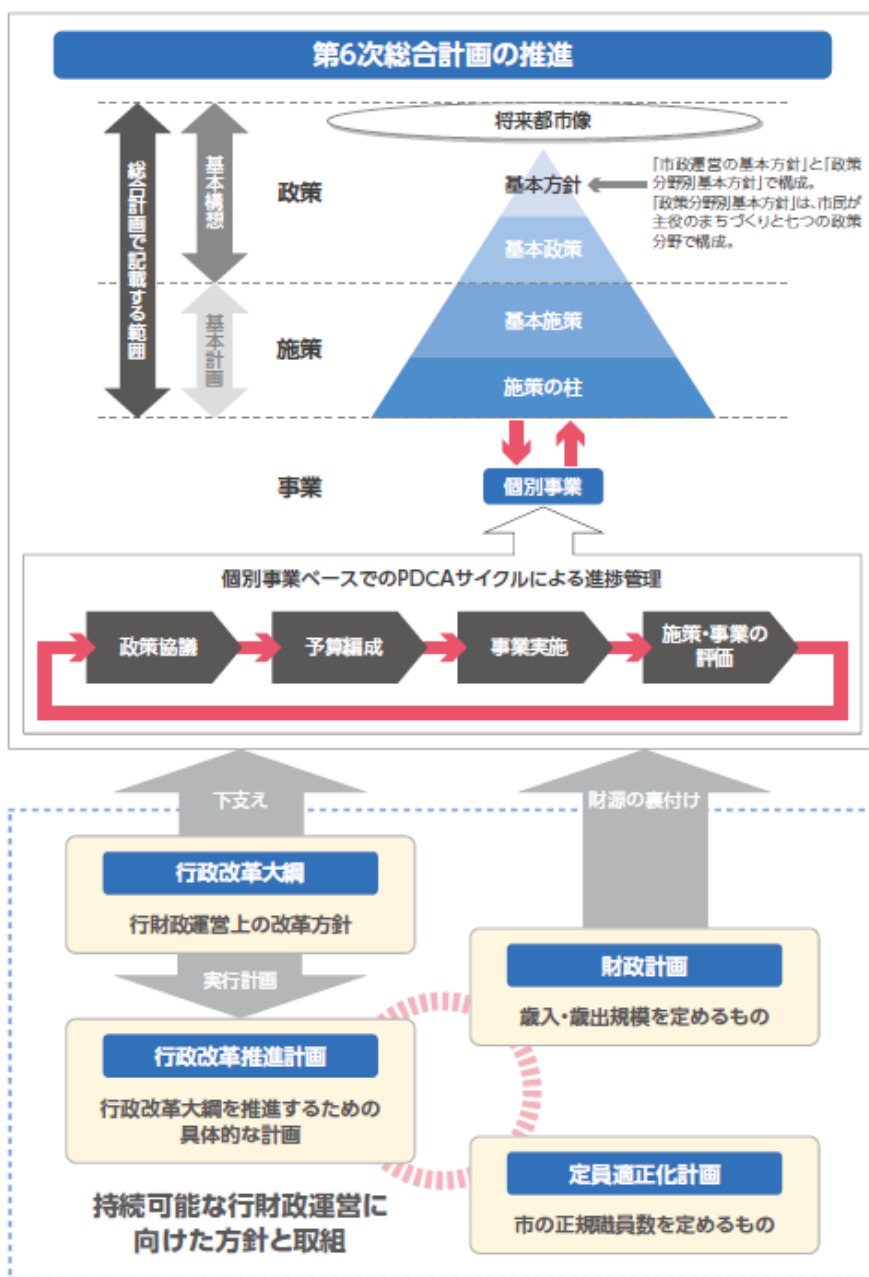 第6次総合計画の推進
将来都市像
総合計画で記載する範囲
基本構想
政策
基本方針
「市政運営の基本方針」と「政策
分野別基本方針」で構成。
「政策分野別基本方針」は、市民が
主役のまちづくりと七つの政策
分野で構成。
基本政策
基本計画
施策
基本施策
施策の柱
事業
個別事業
個別事業ベースでのPDCAサイクルによる進捗管理
政策協議
予算編成
事業実施
施策・事業の
評価
下支え
財源の裏付け
行政改革大綱
行財政運営上の改革方針
実行計画
財政計画
歳入・歳出規模を定めるもの
行政改革推進計画
行政改革大綱を推進するための
具体的な計画
定員適正化計画
市の正規職員数を定めるもの
持続可能な行財政運営に
向けた方針と取組